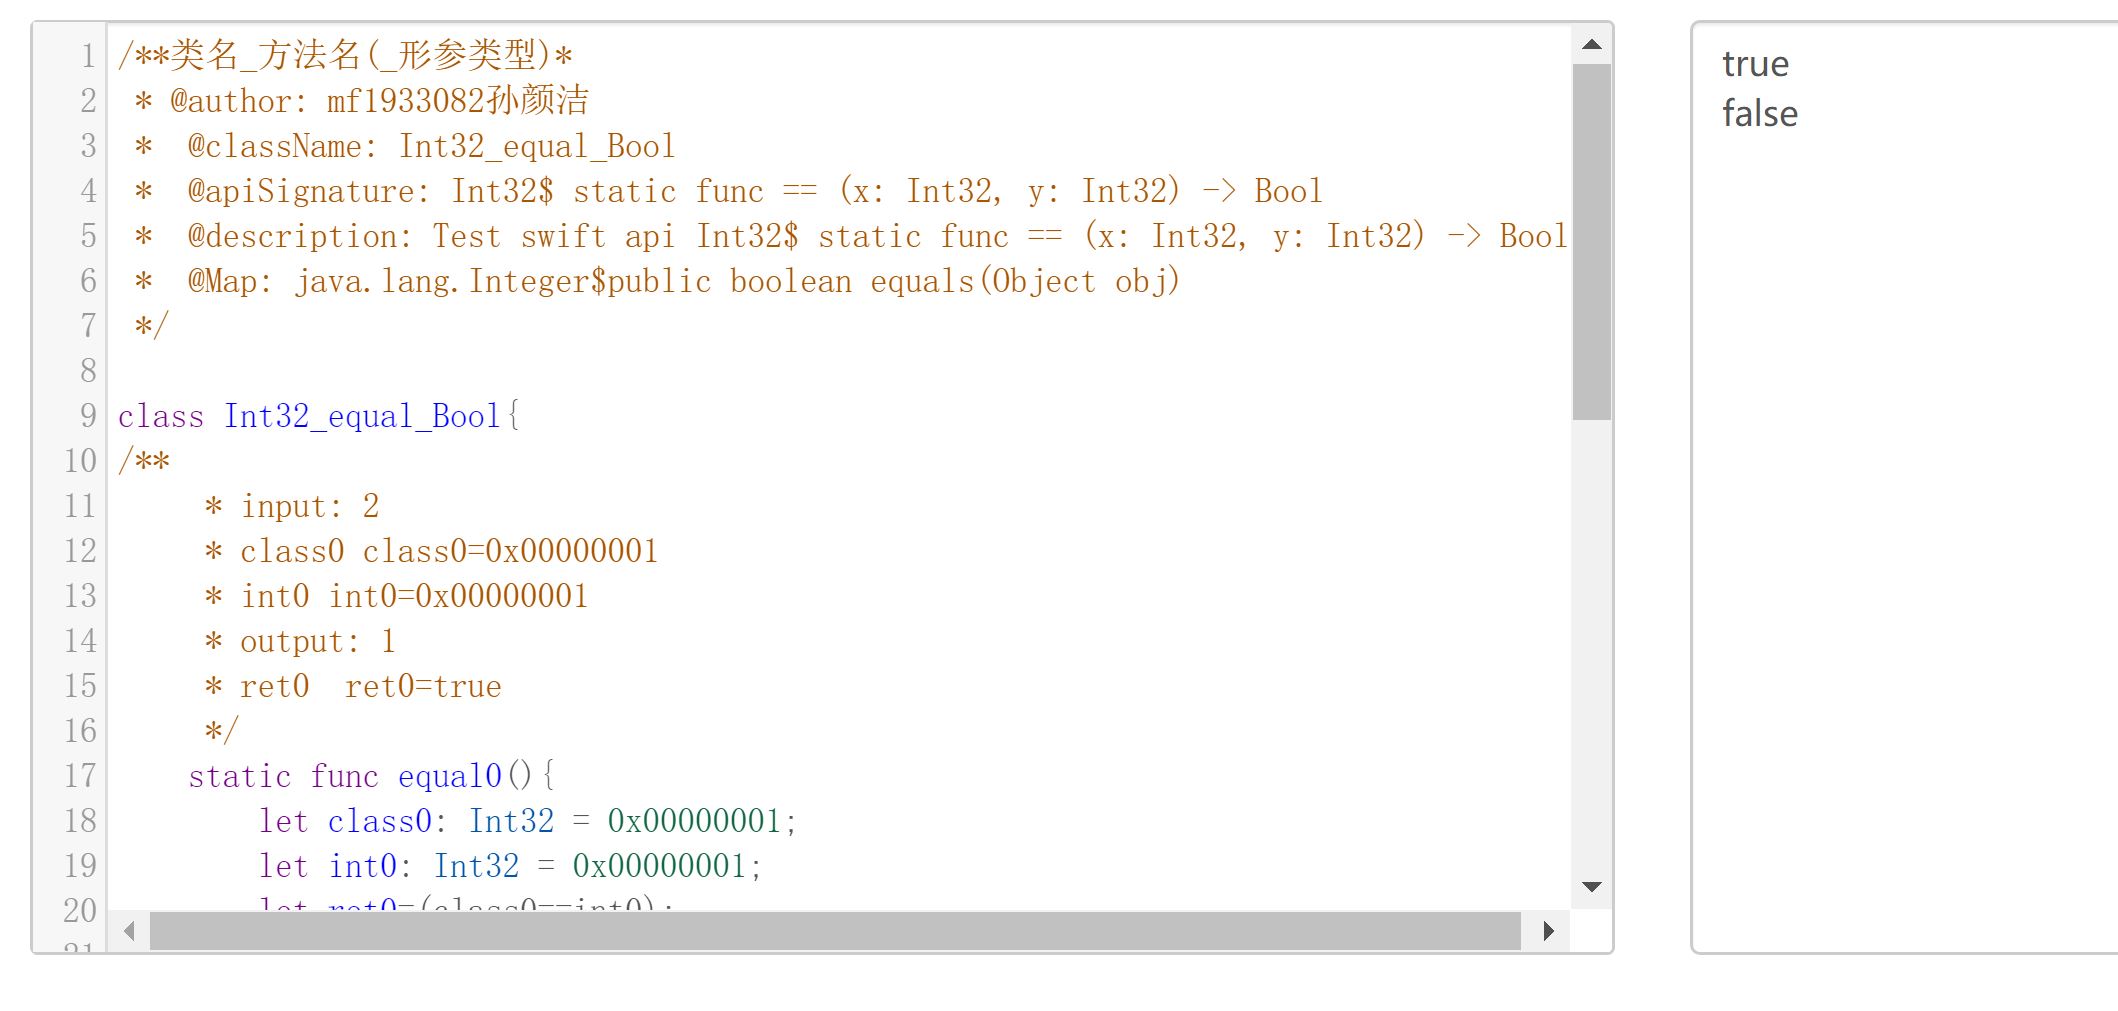 1 /**类名_方法名(_形参类型)*
2  * @author: mf1933082孙颜洁
3  *  @className: Int32_equal_Bool
4  *  @apiSignature: Int32$ static func == (x: Int32, y: Int32) -> Bool
5  *  @description: Test swift api Int32$ static func == (x: Int32, y: Int32) -> Bool
6  *  @Map: java.lang.Integer$public boolean equals(Object obj)
7  */
8
9 class Int32_equal_Bool{
10 /**
11      * input: 2
12      * class0 class0=0x00000001
13      * int0 int0=0x00000001
14      * output: 1
15      * ret0  ret0=true
16      */
17     static func equal0(){
18         let class0: Int32 = 0x00000001;
19         let int0: Int32 = 0x00000001;
20         let ret0=(class0==int0);
21
true
false